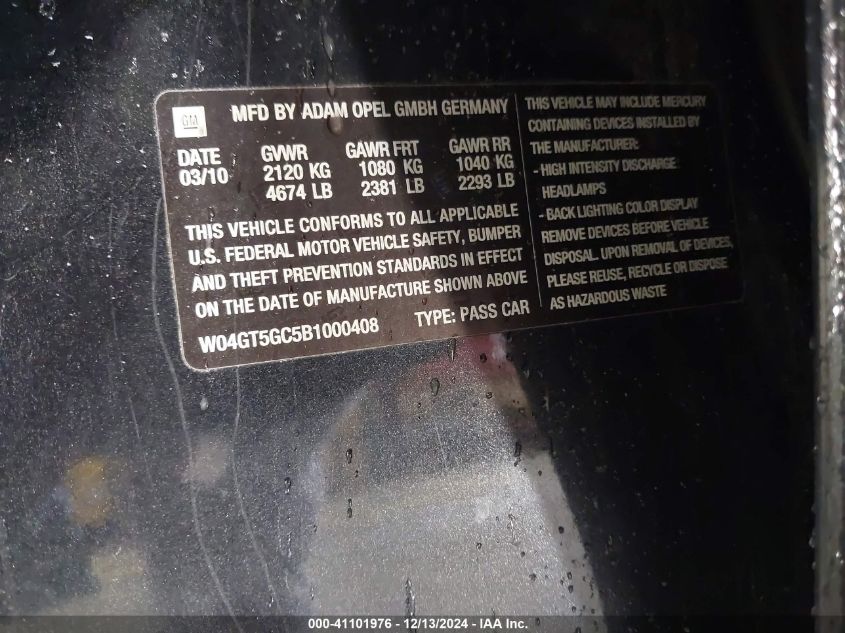 GM
MFD BY ADAM OPEL GMBH GERMANY
DATE GVWR GAWR FRT GAWR RR
03/10 2120 KG 1080 KG 1040 KG
4674 LB 2381 LB 2293 LB
THIS VEHICLE CONFORMS TO ALL APPLICABLE
U.S. FEDERAL MOTOR VEHICLE SAFETY, BUMPER
AND THEFT PREVENTION STANDARDS IN EFFECT
ON THE DATE OF MANUFACTURE SHOWN ABOVE
W04GT5GC5B1000408 TYPE: PASS CAR
THIS VEHICLE MAY INCLUDE MERCURY
CONTAINING DEVICES INSTALLED BY
THE MANUFACTURER:
- HIGH INTENSITY DISCHARGE
HEADLAMPS
- BACK LIGHTING COLOR DISPLAY
REMOVE DEVICES BEFORE VEHICLE
DISPOSAL. UPON REMOVAL OF DEVICES,
PLEASE REUSE, RECYCLE OR DISPOSE
AS HAZARDOUS WASTE
000-41101976 - 12/13/2024 - IAA Inc.